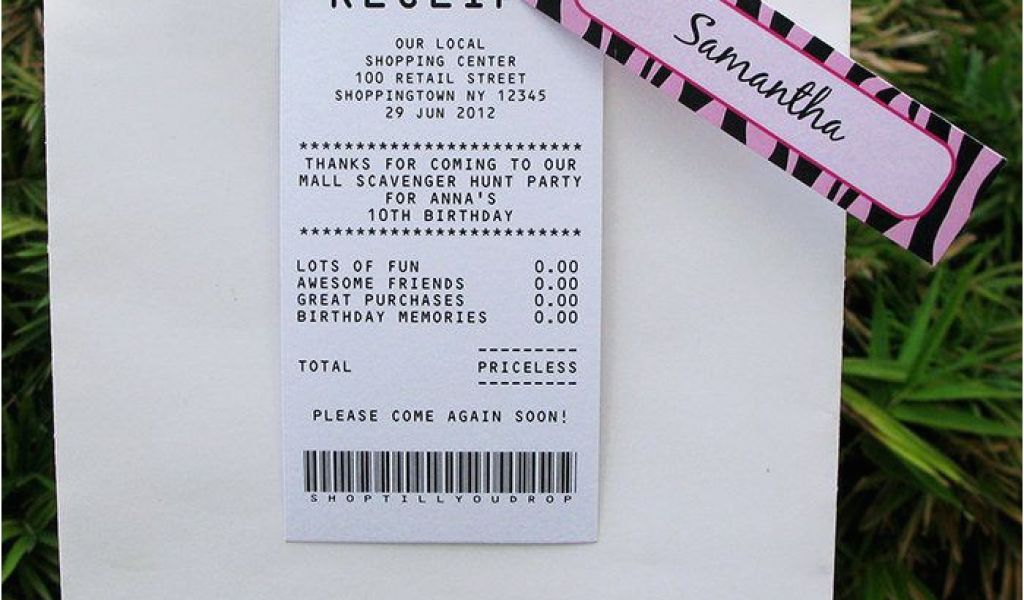 RECEIPT
OUR LOCAL
SHOPPING CENTER
100 RETAIL STREET
SHOPPINGTOWN NY 12345
29 JUN 2012
*************************
THANKS FOR COMING TO OUR
MALL SCAVENGER HUNT PARTY
FOR ANNA'S
10TH BIRTHDAY
*************************
LOTS OF FUN 0.00
AWESOME FRIENDS 0.00
GREAT PURCHASES 0.00
BIRTHDAY MEMORIES 0.00
---------
TOTAL PRICELESS
---------
PLEASE COME AGAIN SOON!
SHOPTILLYOUDROP
Samantha